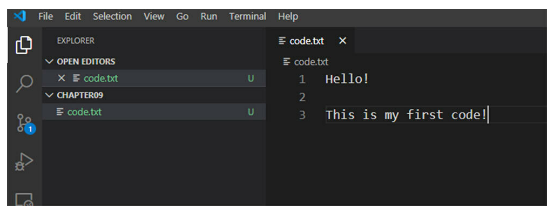 File Edit Selection View Go Run Terminal Help
EXPLORER
OPEN EDITORS
code.txt U
CHAPTER09
code.txt U
1
code.txt
code.txt
1 Hello!
2
3 This is my first code!